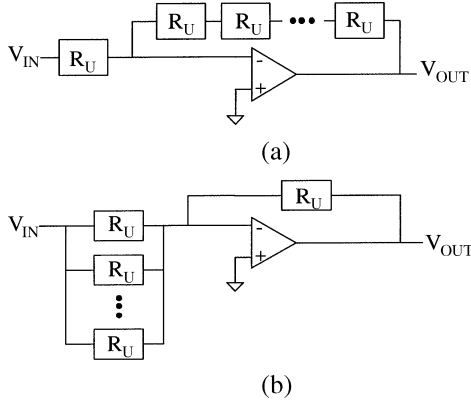 R_U R_U ••• R_U
V_IN R_U - + V_OUT
(a)
R_U
V_IN R_U - + V_OUT
R_U
R_U
(b)